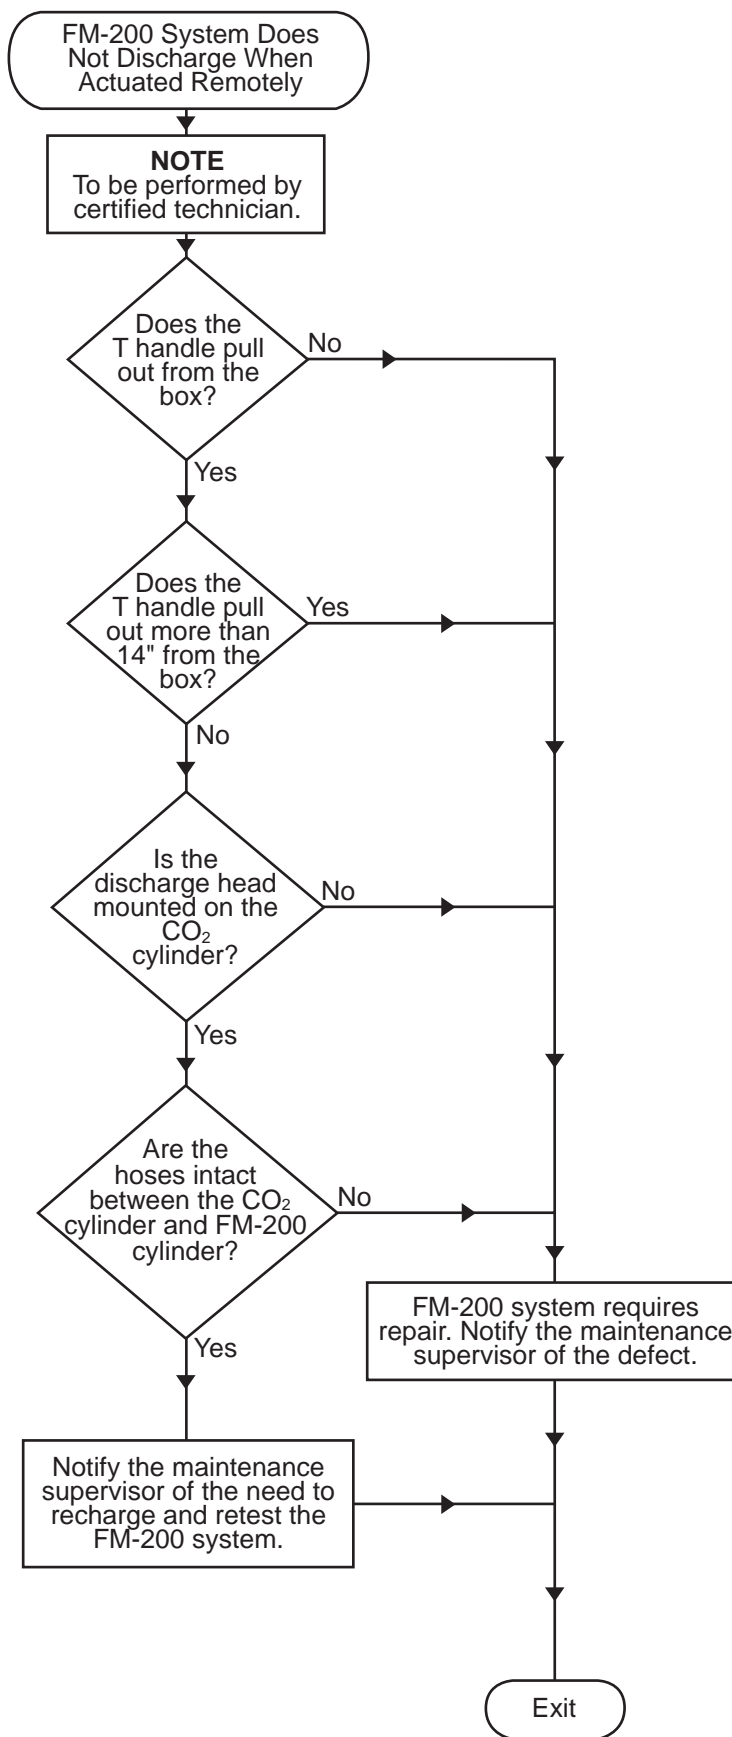 FM-200 System Does
Not Discharge When
Actuated Remotely
NOTE
To be performed by
certified technician.
Does the
T handle pull
out from the
box?
No
Yes
Does the
T handle pull
out more than
14" from the
box?
Yes
No
Is the
discharge head
mounted on the
CO₂
cylinder?
No
Yes
Are the
hoses intact
between the CO₂
cylinder and FM-200
cylinder?
No
Yes
FM-200 system requires
repair. Notify the maintenance
supervisor of the defect.
Notify the maintenance
supervisor of the need to
recharge and retest the
FM-200 system.
Exit